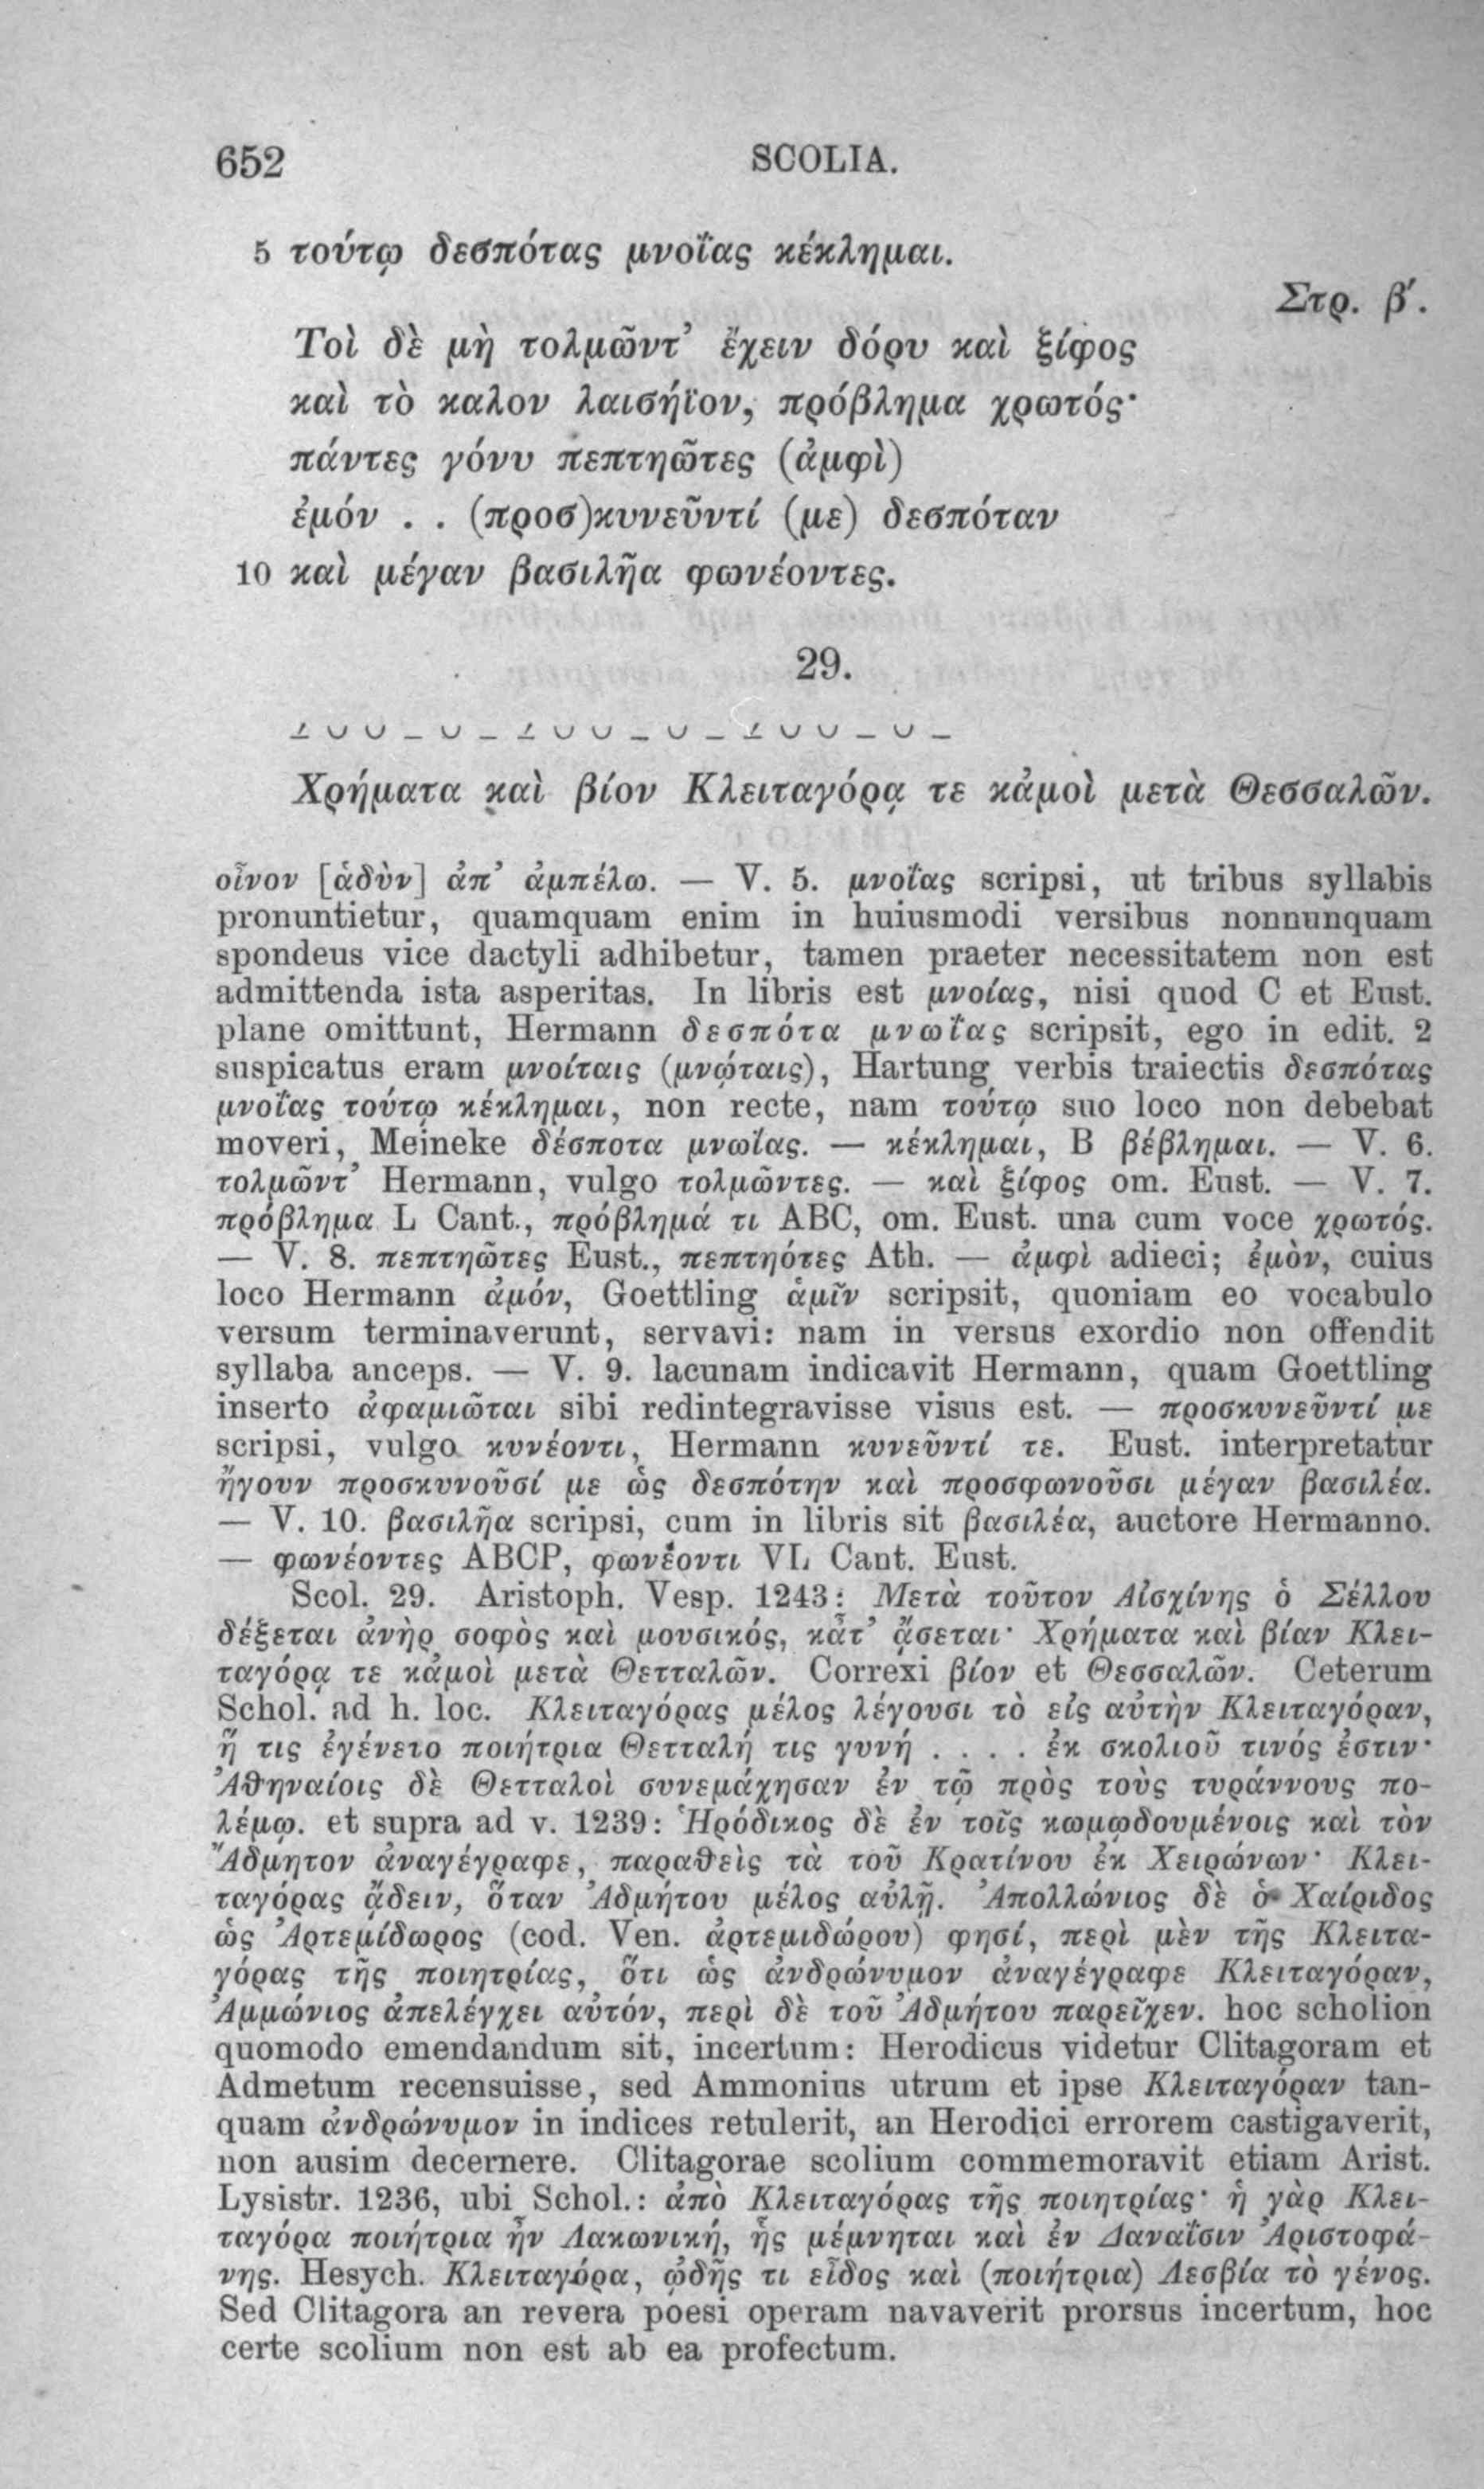 652 SCOLIA.
5 τούτῳ δεσπότας μνοΐας κέκλημαι.
Στρ. β΄.
Τοὶ δὲ μὴ τολμῶντ’ ἔχειν δόρυ καὶ ξίφος
καὶ τὸ καλον λαισήϊον, πρόβλημα χρωτός·
πάντες γόνυ πεπτηῶτες (ἀμφὶ)
ἐμόν . . (προσ)κυνεῦντί (με) δεσπόταν
10 καὶ μέγαν βασιλῆα φωνέοντες.
29.
⊥́ ∪ ∪ _ ∪ _ ⊥́ ∪ ∪ _ ∪ _ ⊥́ ∪ ∪ _ ∪ _
Χρήματα καὶ βίον Κλειταγόρᾳ τε κἀμοὶ μετὰ Θεσσαλῶν.
οἶνον [ἁδὺν] ἀπ’ ἀμπέλω. — V. 5. μνοΐας scripsi, ut tribus syllabis
pronuntietur, quamquam enim in huiusmodi versibus nonnunquam
spondeus vice dactyli adhibetur, tamen praeter necessitatem non est
admittenda ista asperitas. In libris est μνοίας, nisi quod C et Eust.
plane omittunt, Hermann δεσπότα μνωΐας scripsit, ego in edit. 2
suspicatus eram μνοίταις (μνῴταις), Hartung verbis traiectis δεσπότας
μνοΐας τούτῳ κέκλημαι, non recte, nam τούτῳ suo loco non debebat
moveri, Meineke δέσποτα μνωΐας. — κέκλημαι, B βέβλημαι. — V. 6.
τολμῶντ’ Hermann, vulgo τολμῶντες. — καὶ ξίφος om. Eust. — V. 7.
πρόβλημα L Cant., πρόβλημά τι ABC, om. Eust. una cum voce χρωτός.
— V. 8. πεπτηῶτες Eust., πεπτηότες Ath. — ἀμφὶ adieci; ἐμὸν, cuius
loco Hermann ἀμόν, Goettling ἁμῖν scripsit, quoniam eo vocabulo
versum terminaverunt, servavi: nam in versus exordio non offendit
syllaba anceps. — V. 9. lacunam indicavit Hermann, quam Goettling
inserto ἀφαμιῶται sibi redintegravisse visus est. — προσκυνεῦντί με
scripsi, vulgo κυνέοντι, Hermann κυνεῦντί τε. Eust. interpretatur
ἤγουν προσκυνοῦσί με ὡς δεσπότην καὶ προσφωνοῦσι μέγαν βασιλέα.
— V. 10. βασιλῆα scripsi, cum in libris sit βασιλέα, auctore Hermanno.
— φωνέοντες ABCP, φωνέοντι VL Cant. Eust.
Scol. 29. Aristoph. Vesp. 1243: Μετὰ τοῦτον Αἰσχίνης ὁ Σέλλου
δέξεται ἀνὴρ σοφὸς καὶ μουσικός, κᾆτ’ ᾄσεται· Χρήματα καὶ βίαν Κλει-
ταγόρᾳ τε κἀμοὶ μετὰ Θετταλῶν. Correxi βίον et Θεσσαλῶν. Ceterum
Schol. ad h. loc. Κλειταγόρας μέλος λέγουσι τὸ εἰς αὐτὴν Κλειταγόραν,
ἥ τις ἐγένετο ποιήτρια Θετταλή τις γυνή . . . . ἐκ σκολιοῦ τινός ἐστιν·
Ἀθηναίοις δὲ Θετταλοὶ συνεμάχησαν ἐν τῷ πρὸς τοὺς τυράννους πο-
λέμῳ. et supra ad v. 1239: Ἡρόδικος δὲ ἐν τοῖς κωμῳδουμένοις καὶ τὸν
Ἄδμητον ἀναγέγραφε, παραθεὶς τὰ τοῦ Κρατίνου ἐκ Χειρώνων· Κλει-
ταγόρας ᾄδειν, ὅταν Ἀδμήτου μέλος αὐλῇ. Ἀπολλώνιος δὲ ὁ Χαίριδος
ὡς Ἀρτεμίδωρος (cod. Ven. ἀρτεμιδώρου) φησί, περὶ μὲν τῆς Κλειτα-
γόρας τῆς ποιητρίας, ὅτι ὡς ἀνδρώνυμον ἀναγέγραφε Κλειταγόραν,
Ἀμμώνιος ἀπελέγχει αὐτόν, περὶ δὲ τοῦ Ἀδμήτου παρεῖχεν. hoc scholion
quomodo emendandum sit, incertum: Herodicus videtur Clitagoram et
Admetum recensuisse, sed Ammonius utrum et ipse Κλειταγόραν tan-
quam ἀνδρώνυμον in indices retulerit, an Herodici errorem castigaverit,
non ausim decernere. Clitagorae scolium commemoravit etiam Arist.
Lysistr. 1236, ubi Schol.: ἀπὸ Κλειταγόρας τῆς ποιητρίας· ἡ γὰρ Κλει-
ταγόρα ποιήτρια ἦν Λακωνική, ἧς μέμνηται καὶ ἐν Δαναΐσιν Ἀριστοφά-
νης. Hesych. Κλειταγόρα, ᾠδῆς τι εἶδος καὶ (ποιήτρια) Λεσβία τὸ γένος.
Sed Clitagora an revera poesi operam navaverit prorsus incertum, hoc
certe scolium non est ab ea profectum.